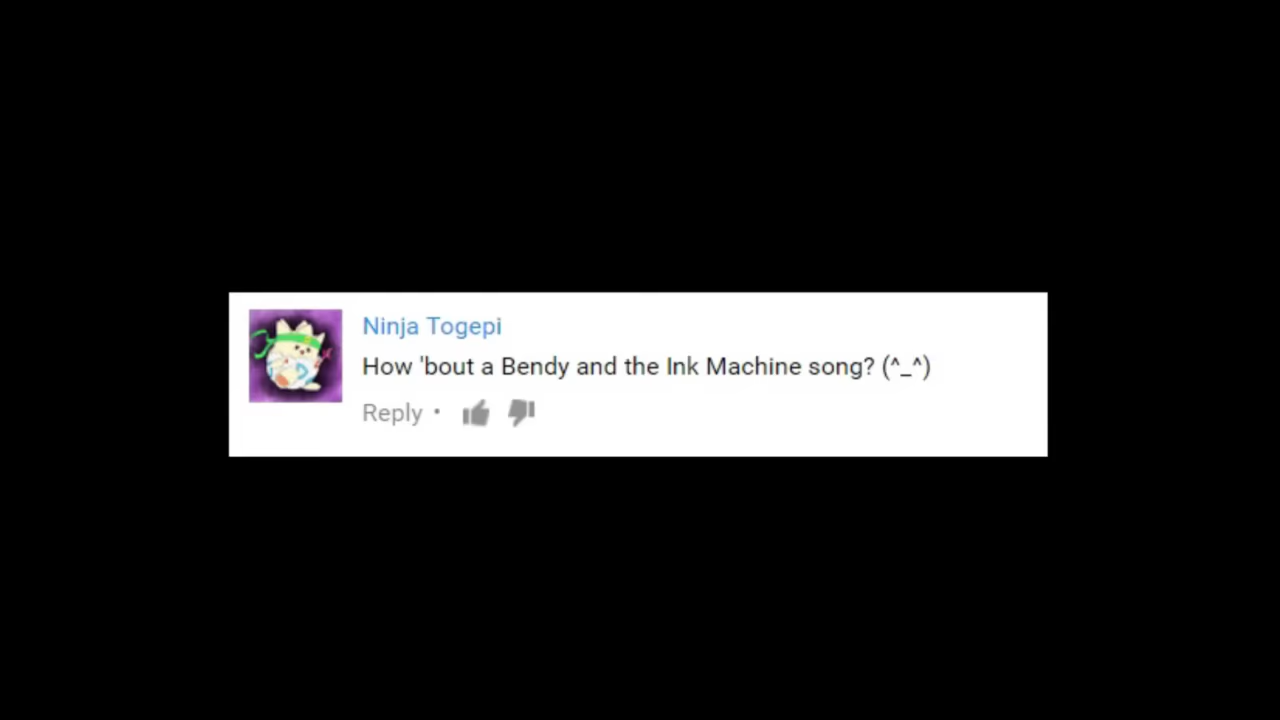 Ninja Togepi
How 'bout a Bendy and the Ink Machine song? (^_^)
Reply •